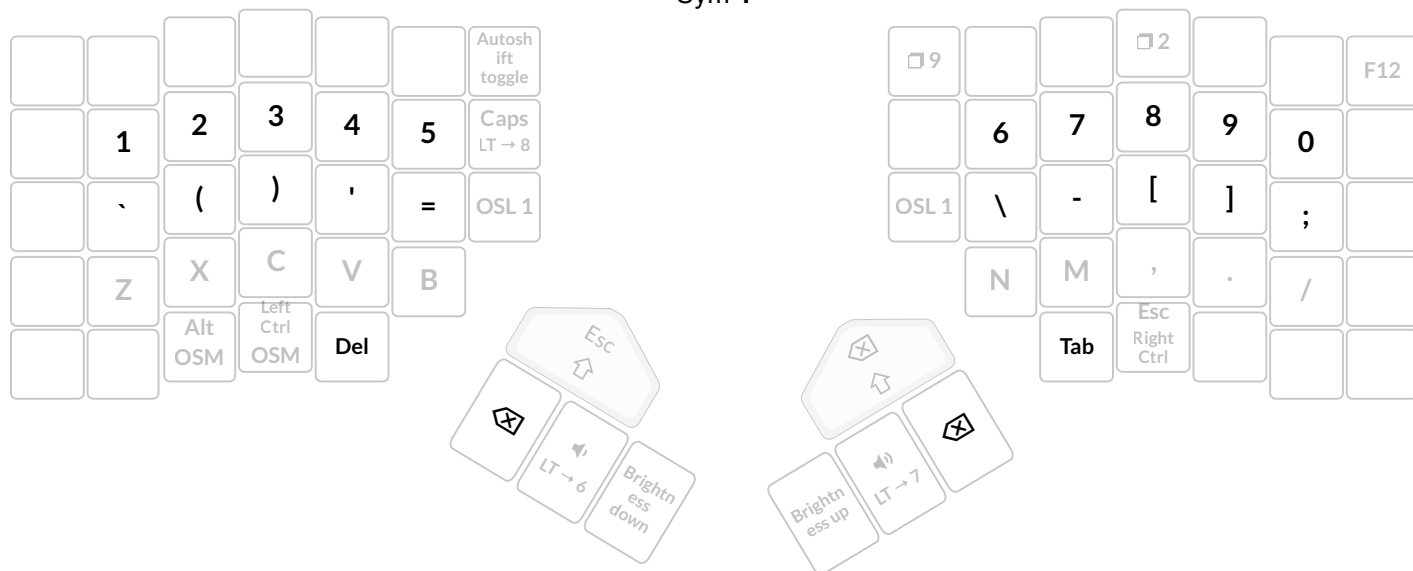 Sym
Autosh
ift
toggle
9
2
F12
1
2
3
4
5
Caps
LT → 8
6
7
8
9
0
`
(
)
'
=
OSL 1
OSL 1
\
-
[
]
;
Z
X
C
V
B
N
M
,
.
/
Alt
OSM
Left
Ctrl
OSM
Del
Tab
Esc
Right
Ctrl
Esc
LT → 6
Brightn
ess
down
Brightn
ess up
LT → 7